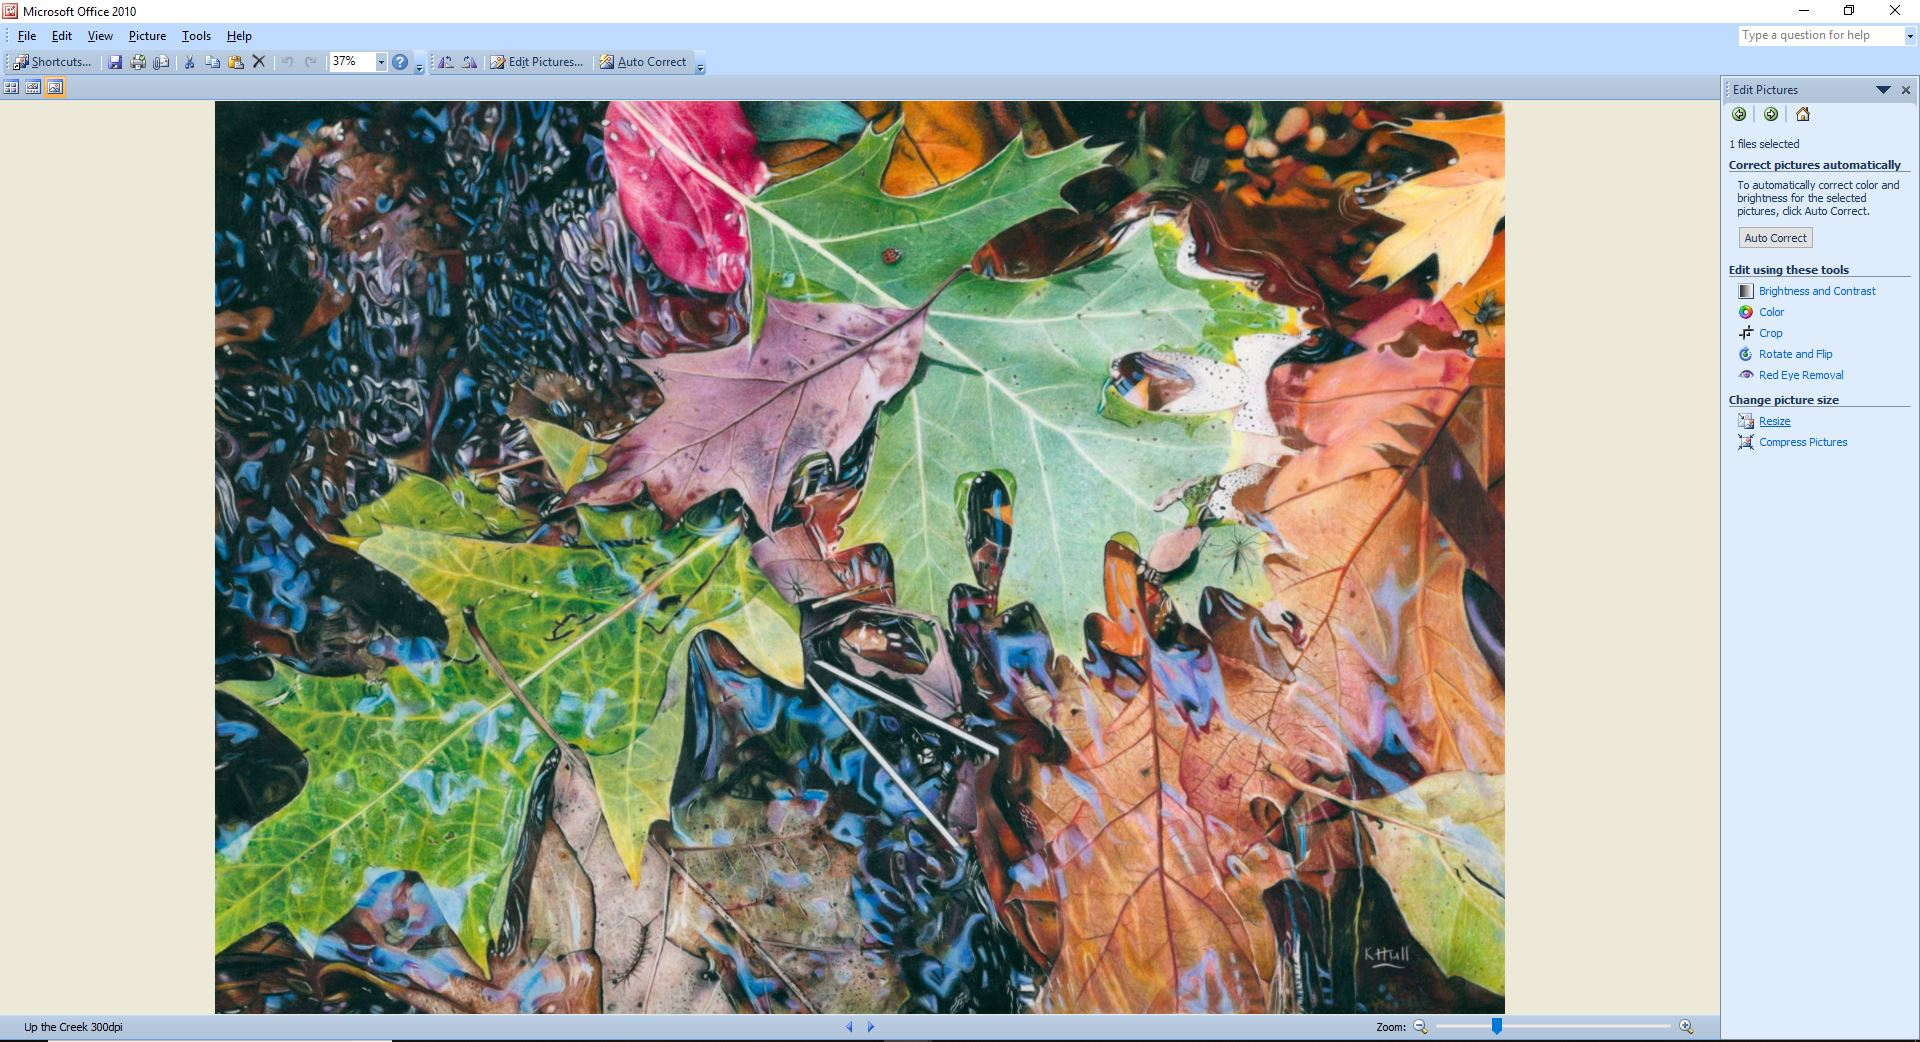 Microsoft Office 2010
File Edit View Picture Tools Help
Type a question for help
Shortcuts... 37% Edit Pictures... Auto Correct
Edit Pictures
1 files selected
Correct pictures automatically
To automatically correct color and
brightness for the selected
pictures, click Auto Correct.
Auto Correct
Edit using these tools
Brightness and Contrast
Color
Crop
Rotate and Flip
Red Eye Removal
Change picture size
Resize
Compress Pictures
KHull
Up the Creek 300dpi
Zoom: